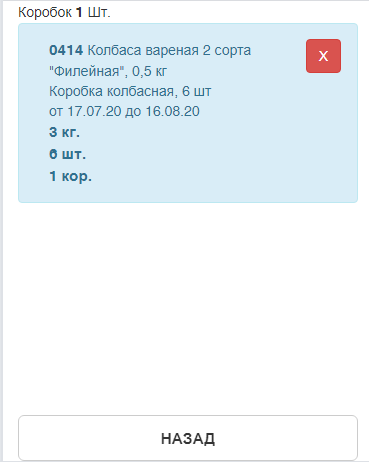 Коробок 1 Шт.
0414 Колбаса вареная 2 сорта
"Филейная", 0,5 кг
X
Коробка колбасная, 6 шт
от 17.07.20 до 16.08.20
3 кг.
6 шт.
1 кор.
НАЗАД